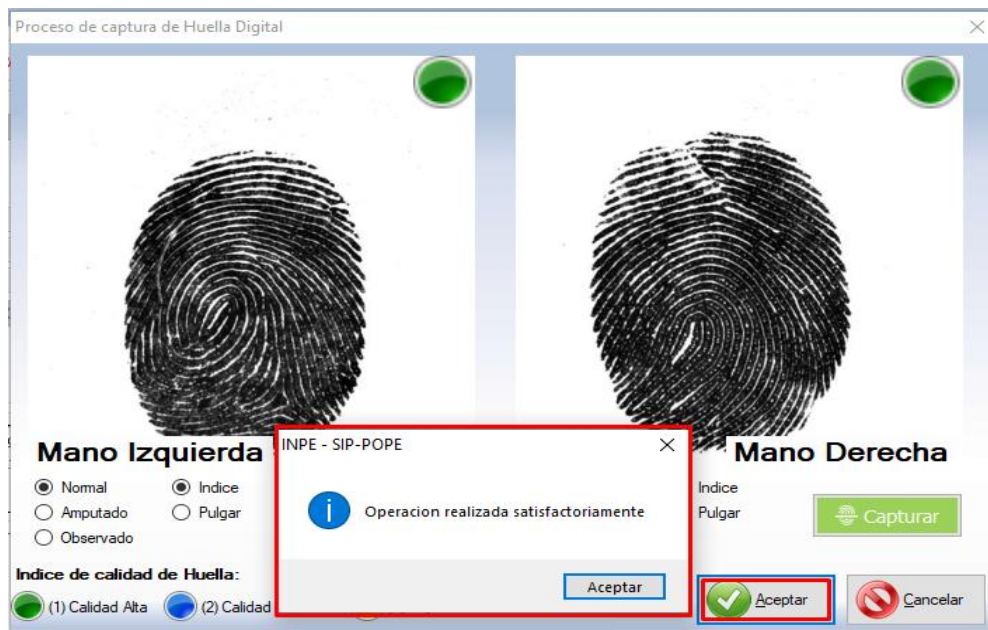 Proceso de captura de Huella Digital
Mano Izquierda
Mano Derecha
INPE - SIP-POPE
Operacion realizada satisfactoriamente
Aceptar
Normal
Indice
Amputado
Pulgar
Observado
Indice
Pulgar
Capturar
Indice de calidad de Huella:
(1) Calidad Alta
(2) Calidad
Aceptar
Cancelar